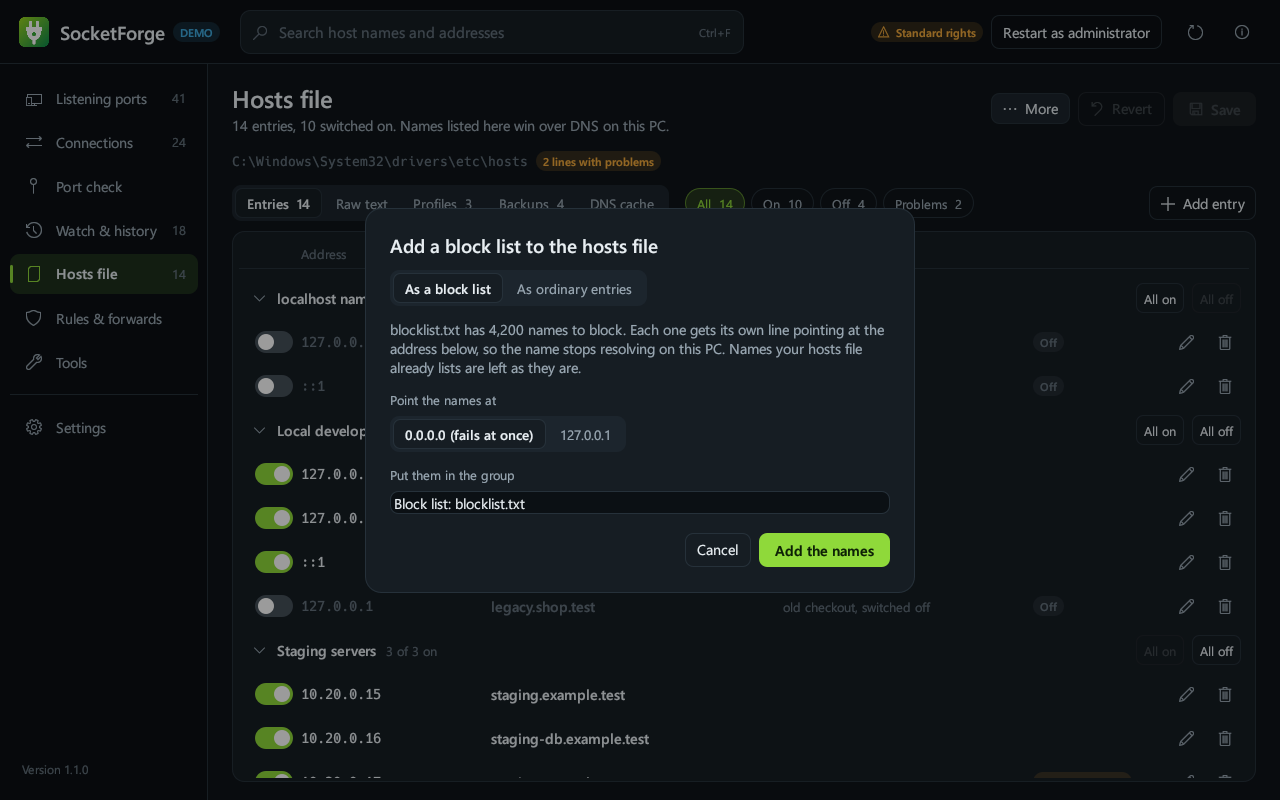 SocketForge DEMO
Search host names and addresses Ctrl+F
Standard rights
Restart as administrator
Listening ports 41
Connections 24
Port check
Watch & history 18
Hosts file 14
Rules & forwards
Tools
Settings
Version 1.1.0
Hosts file
14 entries, 10 switched on. Names listed here win over DNS on this PC.
More
Revert
Save
C:\Windows\System32\drivers\etc\hosts 2 lines with problems
Entries 14 Raw text Profiles 3 Backups 4 DNS cache All 14 On 10 Off 4 Problems 2
Add entry
Address
localhost nam
All on All off
127.0.0. Off
::1 Off
Local develop
All on All off
127.0.0.
127.0.0.
::1
127.0.0.1 legacy.shop.test old checkout, switched off Off
Staging servers 3 of 3 on All on All off
10.20.0.15 staging.example.test
10.20.0.16 staging-db.example.test
Add a block list to the hosts file
As a block list As ordinary entries
blocklist.txt has 4,200 names to block. Each one gets its own line pointing at the
address below, so the name stops resolving on this PC. Names your hosts file
already lists are left as they are.
Point the names at
0.0.0.0 (fails at once) 127.0.0.1
Put them in the group
Block list: blocklist.txt
Cancel Add the names